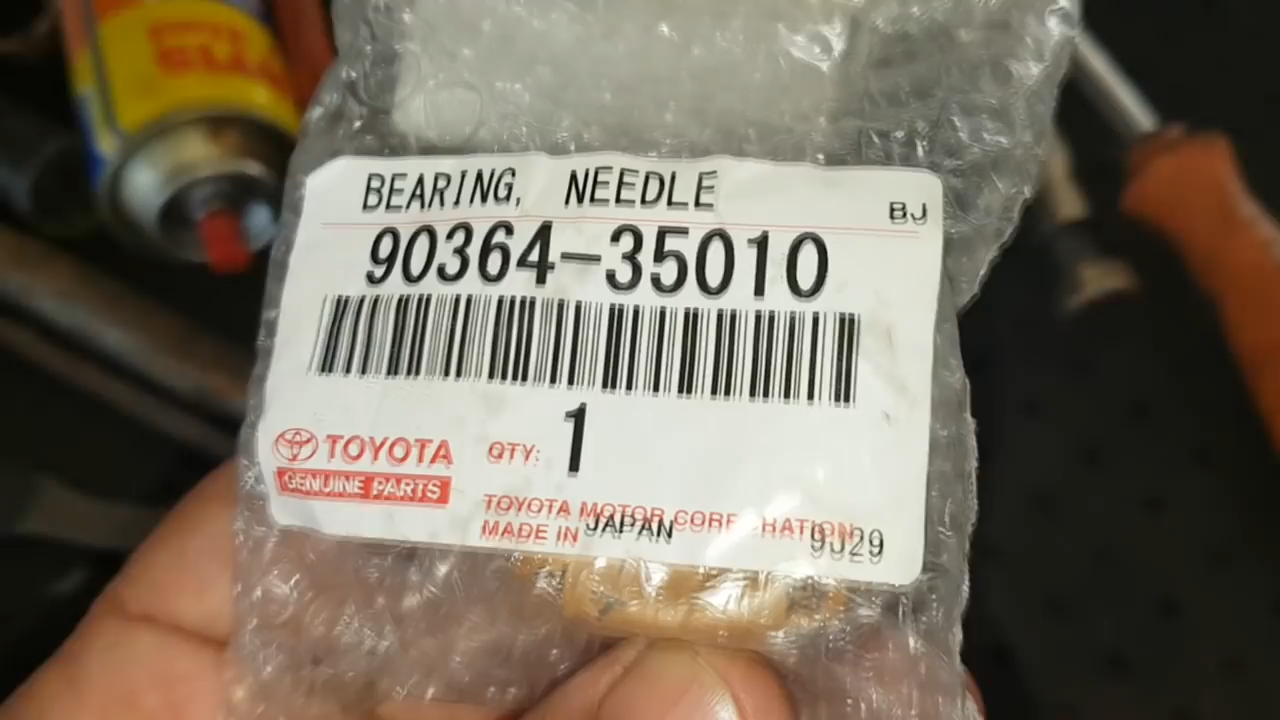 BEARING, NEEDLE
BJ
90364-35010
1
TOYOTA
QTY:
GENUINE PARTS
TOYOTA MOTOR CORPORATION
MADE IN JAPAN
9J29